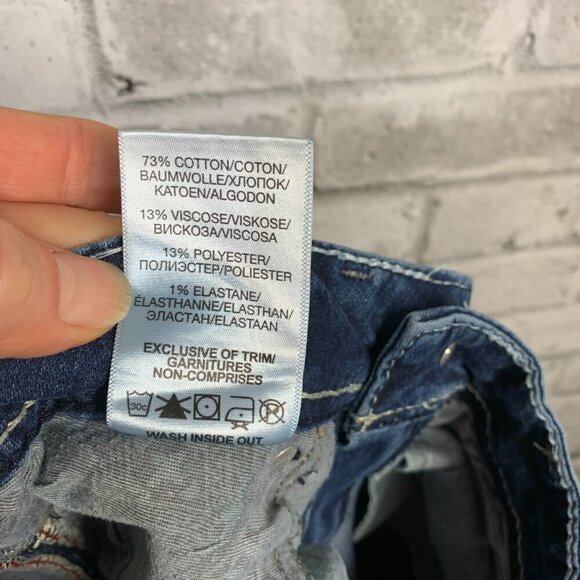 73% COTTON/COTON/
BAUMWOLLE/ХЛОПОК/
KATOEN/ALGODON
13% VISCOSE/VISKOSE/
ВИСКОЗА/VISCOSA
13% POLYESTER/
ПОЛИЭСТЕР/POLIESTER
1% ELASTANE/
ÉLASTHANNE/ELASTHAN/
ЭЛАСТАН/ELASTAAN
EXCLUSIVE OF TRIM/
GARNITURES
NON-COMPRISES
30c P
WASH INSIDE OUT